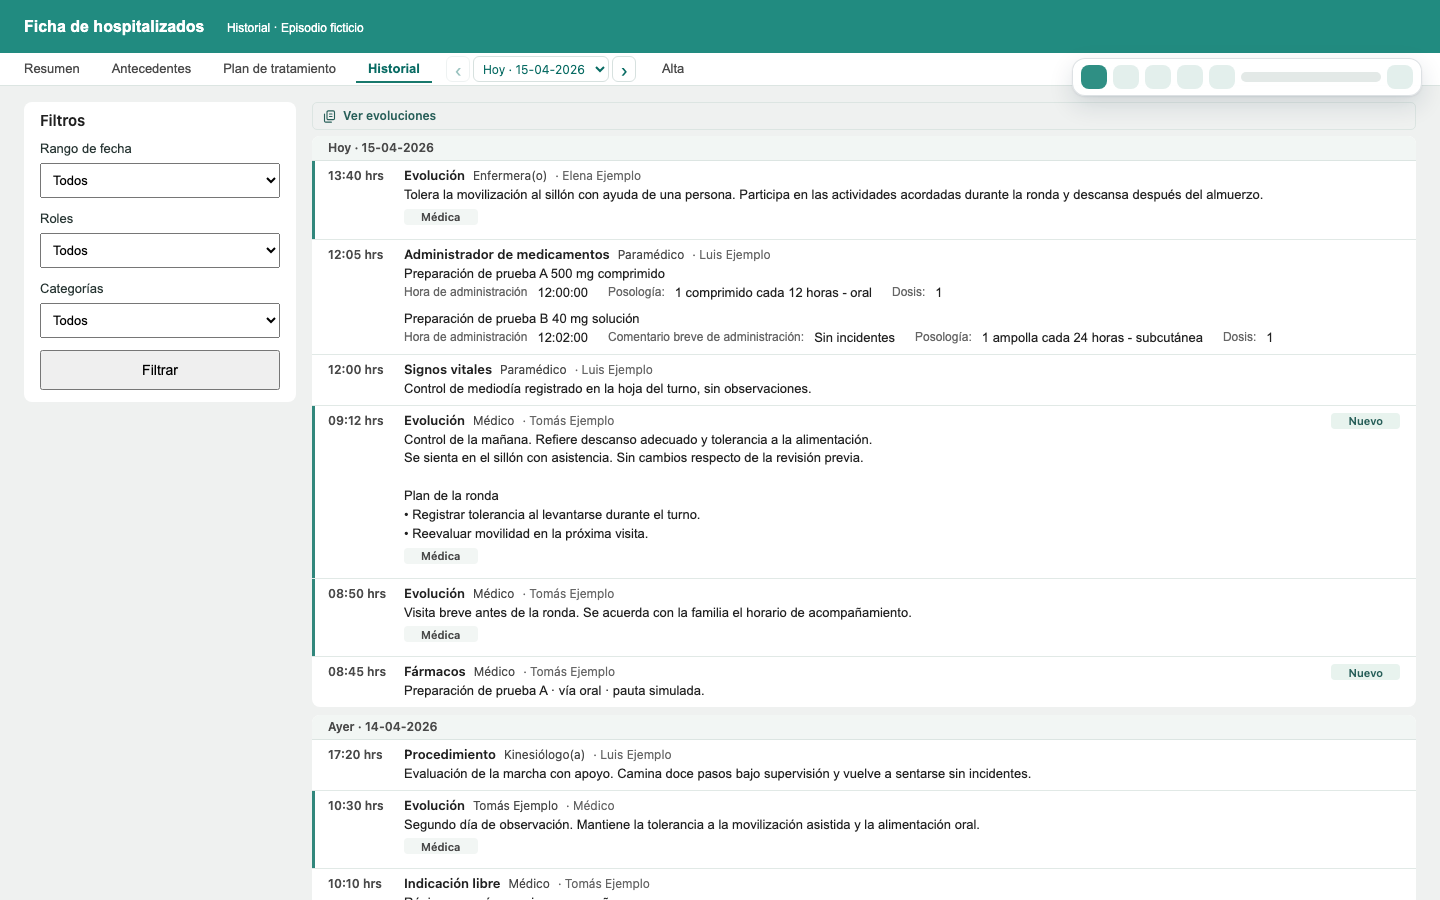 Ficha de hospitalizados Historial · Episodio ficticio
Resumen Antecedentes Plan de tratamiento Historial ‹ Hoy · 15-04-2026 › Alta
Filtros
Rango de fecha
Todos
Roles
Todos
Categorías
Todos
Filtrar
Ver evoluciones
Hoy · 15-04-2026
13:40 hrs Evolución Enfermera(o) · Elena Ejemplo
Tolera la movilización al sillón con ayuda de una persona. Participa en las actividades acordadas durante la ronda y descansa después del almuerzo.
Médica
12:05 hrs Administrador de medicamentos Paramédico · Luis Ejemplo
Preparación de prueba A 500 mg comprimido
Hora de administración 12:00:00 Posología: 1 comprimido cada 12 horas - oral Dosis: 1
Preparación de prueba B 40 mg solución
Hora de administración 12:02:00 Comentario breve de administración: Sin incidentes Posología: 1 ampolla cada 24 horas - subcutánea Dosis: 1
12:00 hrs Signos vitales Paramédico · Luis Ejemplo
Control de mediodía registrado en la hoja del turno, sin observaciones.
09:12 hrs Evolución Médico · Tomás Ejemplo Nuevo
Control de la mañana. Refiere descanso adecuado y tolerancia a la alimentación.
Se sienta en el sillón con asistencia. Sin cambios respecto de la revisión previa.
Plan de la ronda
• Registrar tolerancia al levantarse durante el turno.
• Reevaluar movilidad en la próxima visita.
Médica
08:50 hrs Evolución Médico · Tomás Ejemplo
Visita breve antes de la ronda. Se acuerda con la familia el horario de acompañamiento.
Médica
08:45 hrs Fármacos Médico · Tomás Ejemplo Nuevo
Preparación de prueba A · vía oral · pauta simulada.
Ayer · 14-04-2026
17:20 hrs Procedimiento Kinesiólogo(a) · Luis Ejemplo
Evaluación de la marcha con apoyo. Camina doce pasos bajo supervisión y vuelve a sentarse sin incidentes.
10:30 hrs Evolución Tomás Ejemplo · Médico
Segundo día de observación. Mantiene la tolerancia a la movilización asistida y la alimentación oral.
Médica
10:10 hrs Indicación libre Médico · Tomás Ejemplo